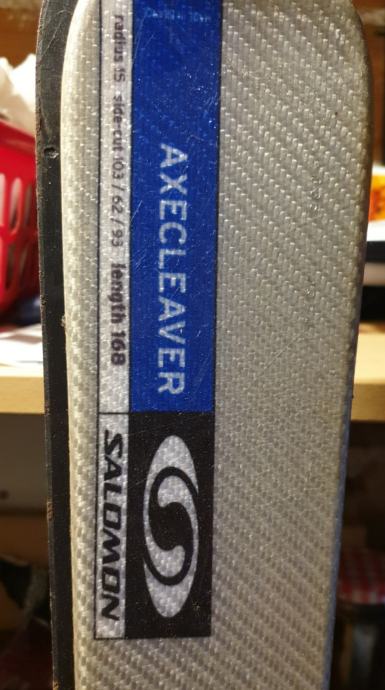 radius 15 side cut 103 / 62 / 93 length 168
AXECLEAVER
SALOMON